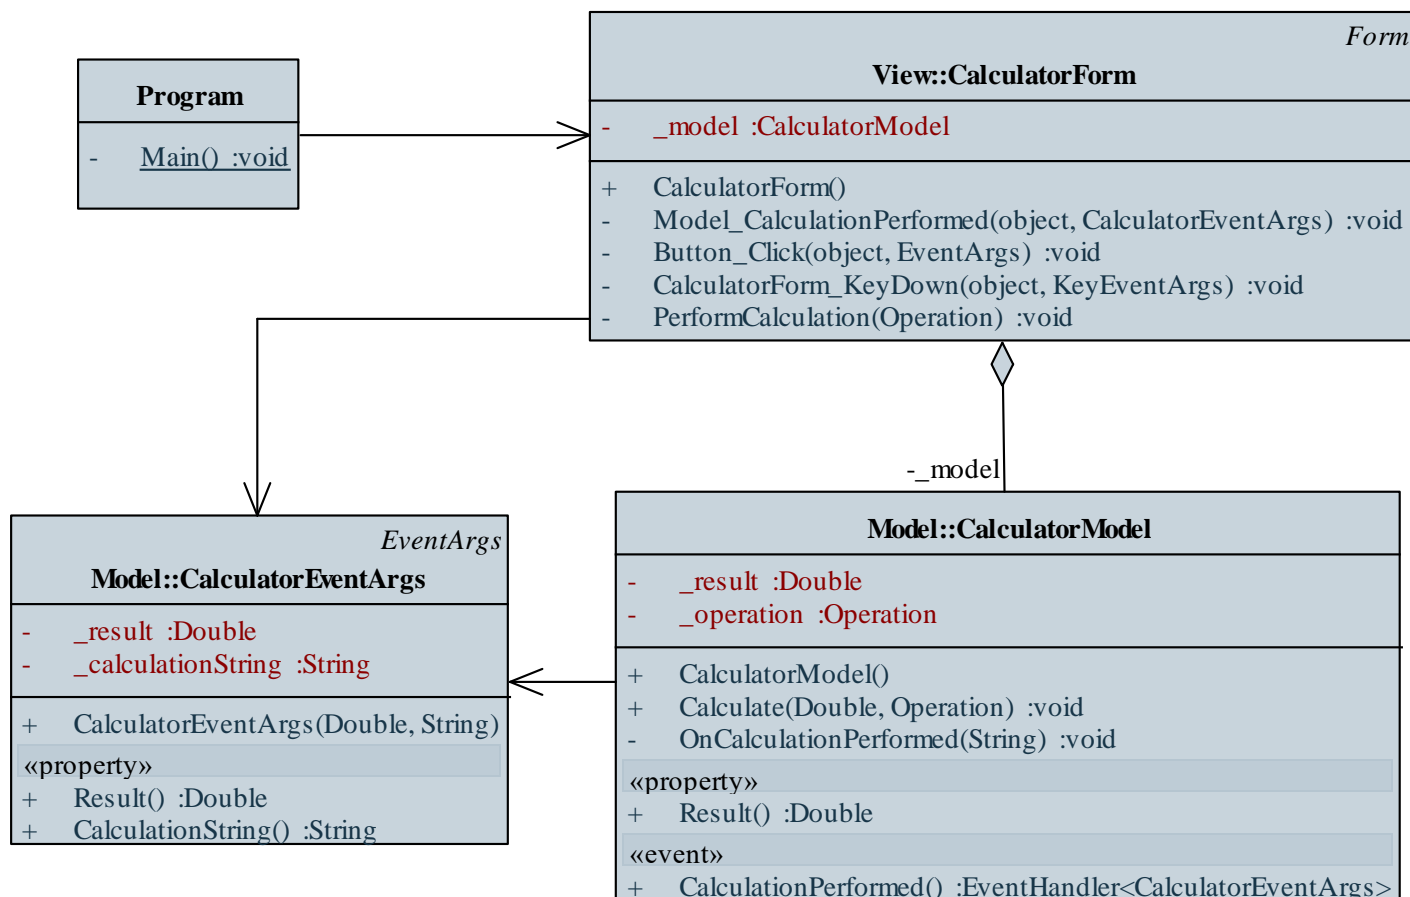 Program
- Main() :void
Form
View::CalculatorForm
- _model :CalculatorModel
+ CalculatorForm()
- Model_CalculationPerformed(object, CalculatorEventArgs) :void
- Button_Click(object, EventArgs) :void
- CalculatorForm_KeyDown(object, KeyEventArgs) :void
- PerformCalculation(Operation) :void
-_model
EventArgs
Model::CalculatorEventArgs
- _result :Double
- _calculationString :String
+ CalculatorEventArgs(Double, String)
«property»
+ Result() :Double
+ CalculationString() :String
Model::CalculatorModel
- _result :Double
- _operation :Operation
+ CalculatorModel()
+ Calculate(Double, Operation) :void
- OnCalculationPerformed(String) :void
«property»
+ Result() :Double
«event»
+ CalculationPerformed() :EventHandler<CalculatorEventArgs>